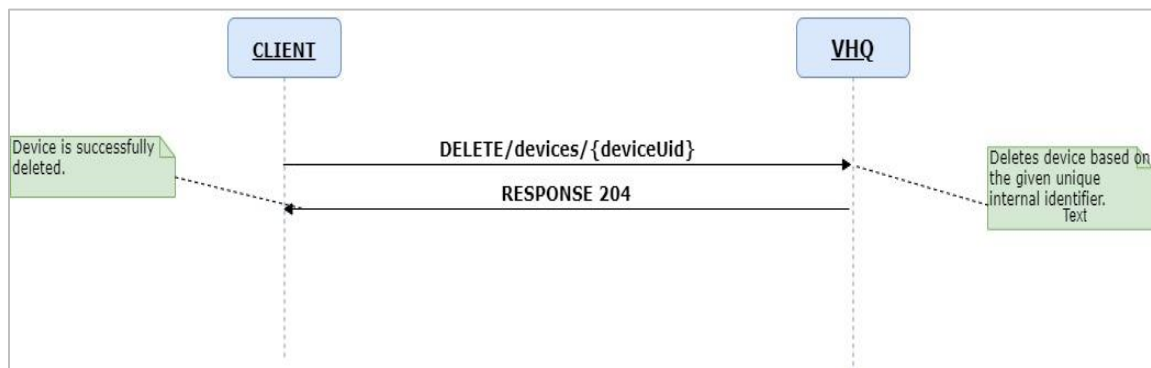 CLIENT
VHQ
Device is successfully
deleted.
DELETE/devices/{deviceUid}
Deletes device based on
the given unique
internal identifier.
Text
RESPONSE 204